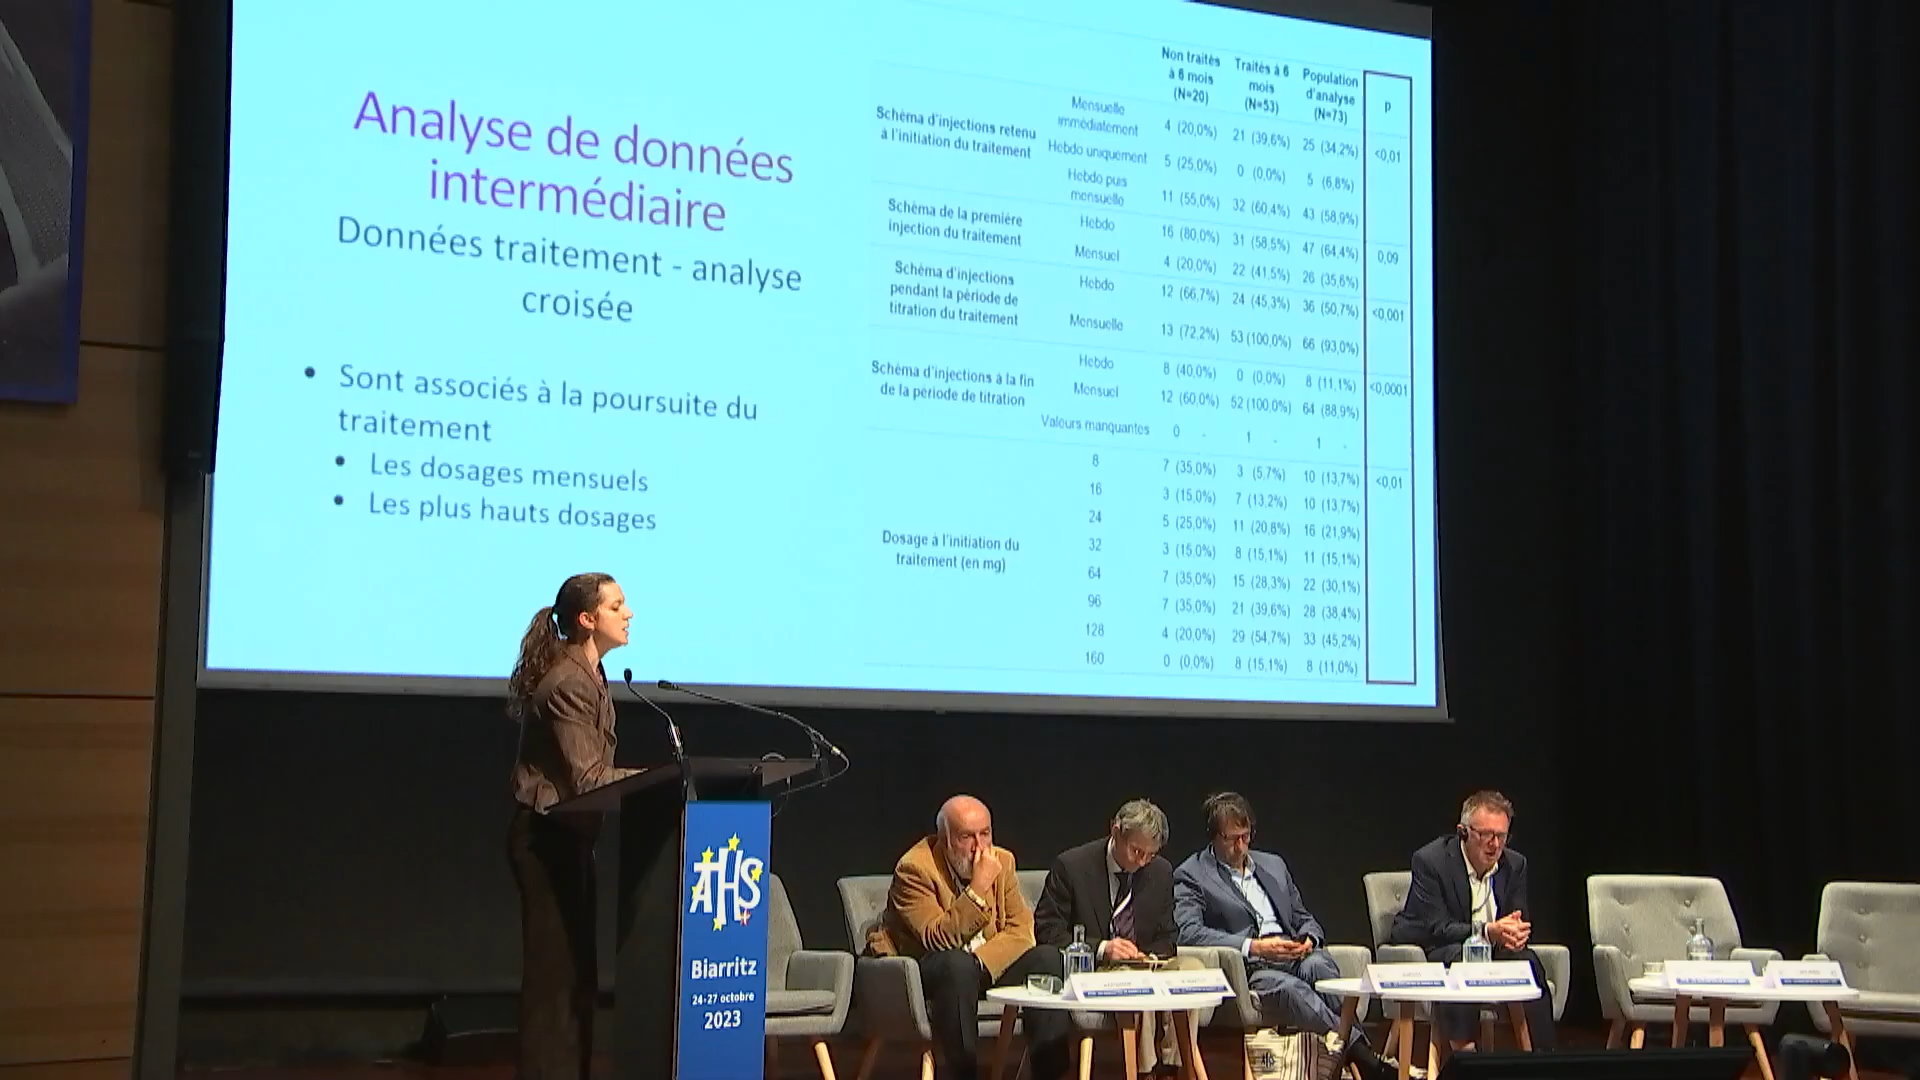 Analyse de données
intermédiaire
Données traitement - analyse
croisée
• Sont associés à la poursuite du
traitement
• Les dosages mensuels
• Les plus hauts dosages
Non traités
à 6 mois
(N=20)
Traités à 6
mois
(N=53)
Population
d'analyse
(N=73)
p
Schéma d'injections retenu
à l'initiation du traitement
Mensuelle
immédiatement
4 (20,0%) 21 (39,6%) 25 (34,2%) <0,01
Hebdo uniquement 5 (25,0%) 0 (0,0%) 5 (6,8%)
Hebdo puis
mensuelle
11 (55,0%) 32 (60,4%) 43 (58,9%)
Schéma de la première
injection du traitement
Hebdo 16 (80,0%) 31 (58,5%) 47 (64,4%) 0,09
Mensuel 4 (20,0%) 22 (41,5%) 26 (35,6%)
Schéma d'injections
pendant la période de
titration du traitement
Hebdo 12 (66,7%) 24 (45,3%) 36 (50,7%) <0,001
Mensuelle 13 (72,2%) 53 (100,0%) 66 (93,0%)
Schéma d'injections à la fin
de la période de titration
Hebdo 8 (40,0%) 0 (0,0%) 8 (11,1%) <0,0001
Mensuel 12 (60,0%) 52 (100,0%) 64 (88,9%)
Valeurs manquantes 0 - 1 - 1 -
Dosage à l'initiation du
traitement (en mg)
8 7 (35,0%) 3 (5,7%) 10 (13,7%) <0,01
16 3 (15,0%) 7 (13,2%) 10 (13,7%)
24 5 (25,0%) 11 (20,8%) 16 (21,9%)
32 3 (15,0%) 8 (15,1%) 11 (15,1%)
64 7 (35,0%) 15 (28,3%) 22 (30,1%)
96 7 (35,0%) 21 (39,6%) 28 (38,4%)
128 4 (20,0%) 29 (54,7%) 33 (45,2%)
160 0 (0,0%) 8 (15,1%) 8 (11,0%)
ATHS
Biarritz
24-27 octobre
2023